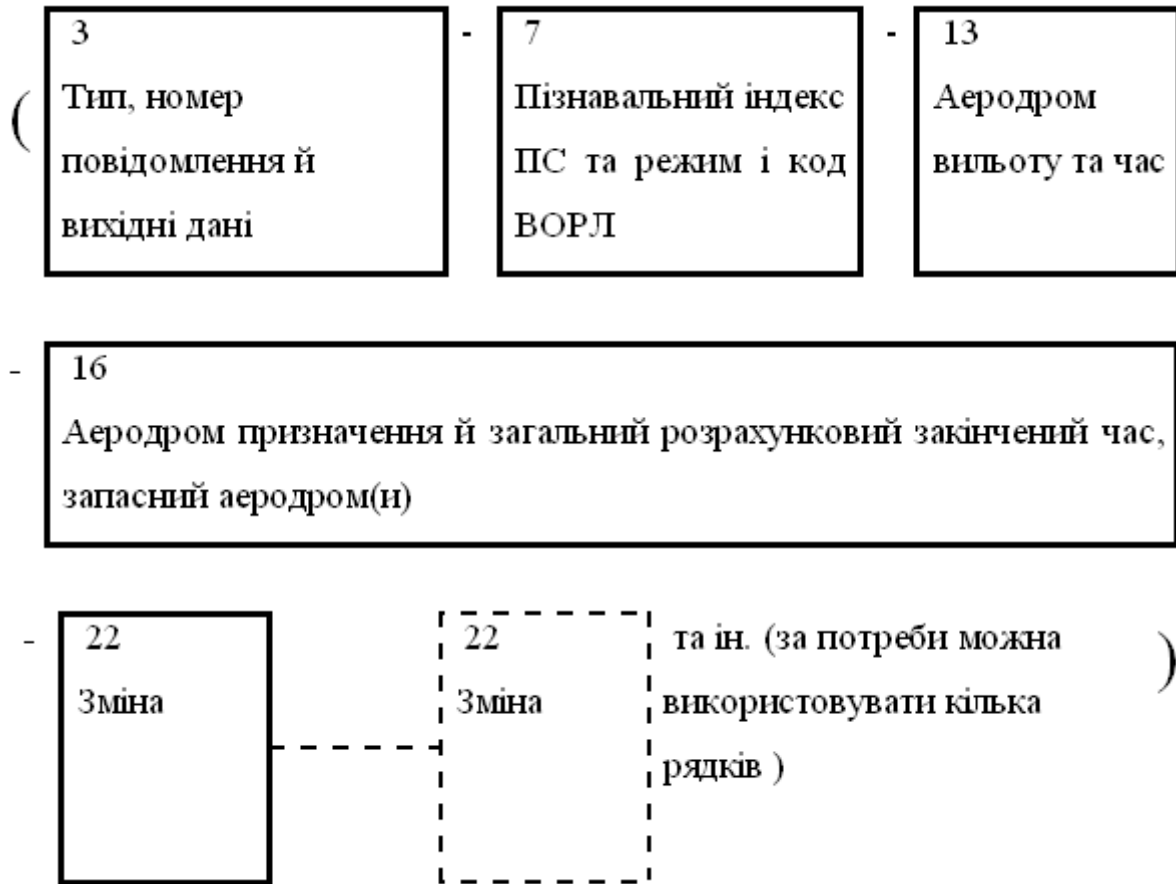 3 - 7 - 13
( Тип, номер повідомлення й вихідні дані
Пізнавальний індекс ПС та режим і код ВОРЛ
Аеродром вильоту та час
- 16
Аеродром призначення й загальний розрахунковий закінчений час,
запасний аеродром(и)
- 22
Зміна
22
Зміна
та ін. (за потреби можна
використовувати кілька
рядків )
)